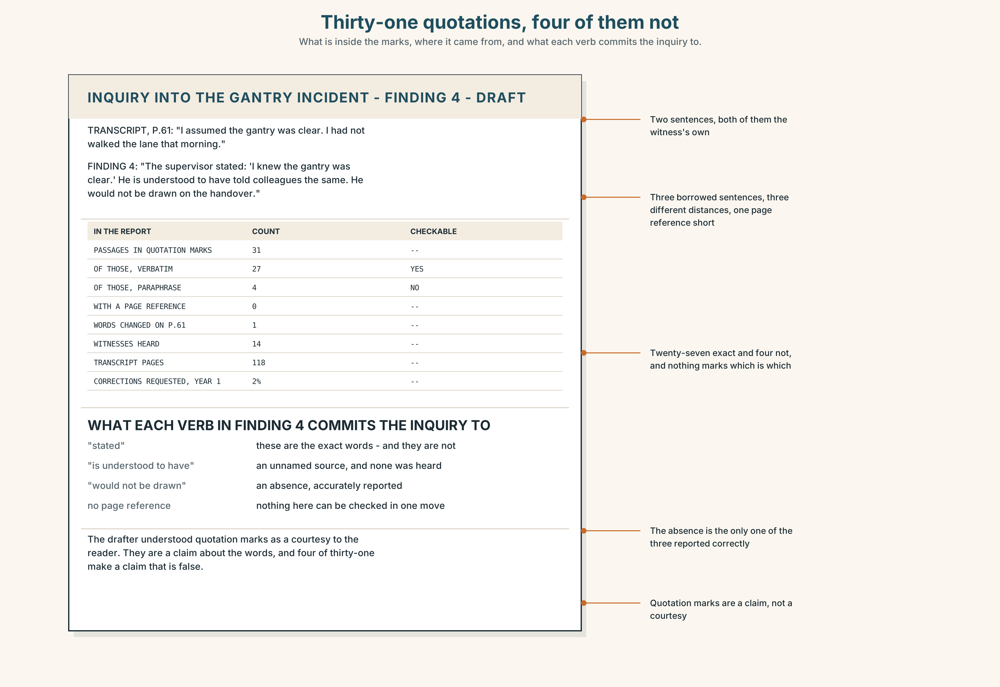 Thirty-one quotations, four of them not
What is inside the marks, where it came from, and what each verb commits the inquiry to.
INQUIRY INTO THE GANTRY INCIDENT - FINDING 4 - DRAFT
TRANSCRIPT, P.61: "I assumed the gantry was clear. I had not
walked the lane that morning."
FINDING 4: "The supervisor stated: 'I knew the gantry was
clear.' He is understood to have told colleagues the same. He
would not be drawn on the handover."
IN THE REPORT COUNT CHECKABLE
PASSAGES IN QUOTATION MARKS 31 --
OF THOSE, VERBATIM 27 YES
OF THOSE, PARAPHRASE 4 NO
WITH A PAGE REFERENCE 0 --
WORDS CHANGED ON P.61 1 --
WITNESSES HEARD 14 --
TRANSCRIPT PAGES 118 --
CORRECTIONS REQUESTED, YEAR 1 2% --
WHAT EACH VERB IN FINDING 4 COMMITS THE INQUIRY TO
"stated" these are the exact words - and they are not
"is understood to have" an unnamed source, and none was heard
"would not be drawn" an absence, accurately reported
no page reference nothing here can be checked in one move
The drafter understood quotation marks as a courtesy to the
reader. They are a claim about the words, and four of thirty-one
make a claim that is false.
Two sentences, both of them the
witness's own
Three borrowed sentences, three
different distances, one page
reference short
Twenty-seven exact and four not,
and nothing marks which is which
The absence is the only one of the
three reported correctly
Quotation marks are a claim, not a
courtesy